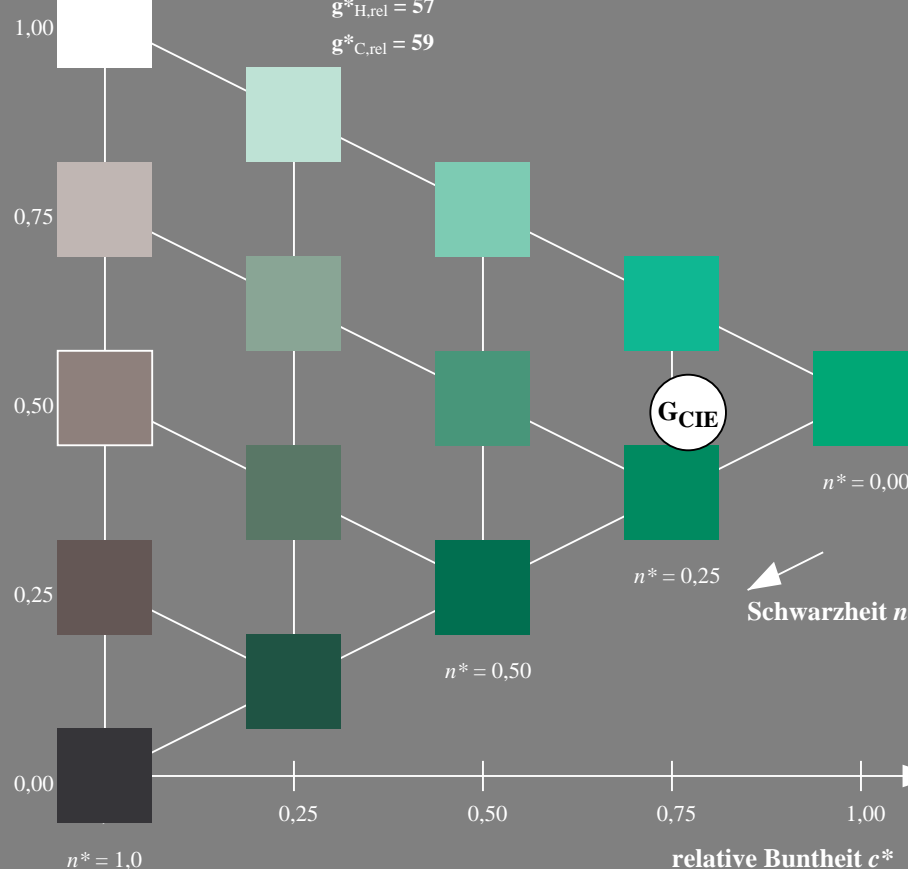 g*H,rel = 57
1,00
g*C,rel = 59
0,75
0,50
GCIE
n* = 0,00
n* = 0,25
0,25
Schwarzheit n
n* = 0,50
0,00
0,25
0,50
0,75
1,00
n* = 1,0
relative Buntheit c*